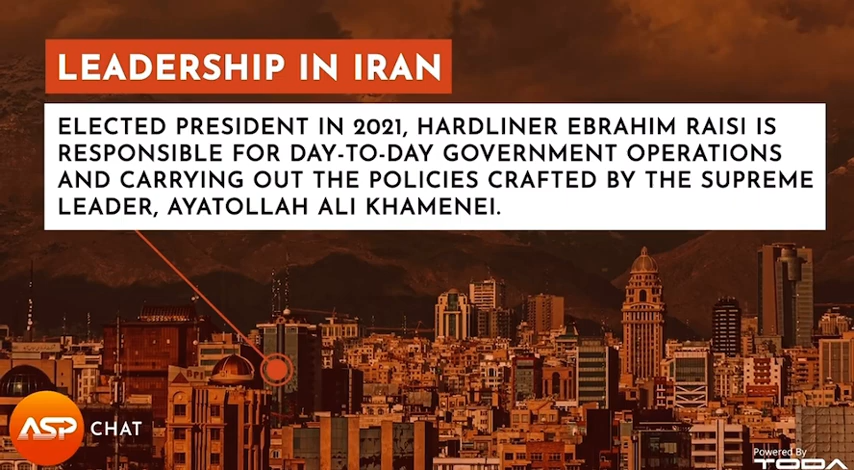 LEADERSHIP IN IRAN
ELECTED PRESIDENT IN 2021, HARDLINER EBRAHIM RAISI IS
RESPONSIBLE FOR DAY-TO-DAY GOVERNMENT OPERATIONS
AND CARRYING OUT THE POLICIES CRAFTED BY THE SUPREME
LEADER, AYATOLLAH ALI KHAMENEI.
ASP CHAT
Powered By